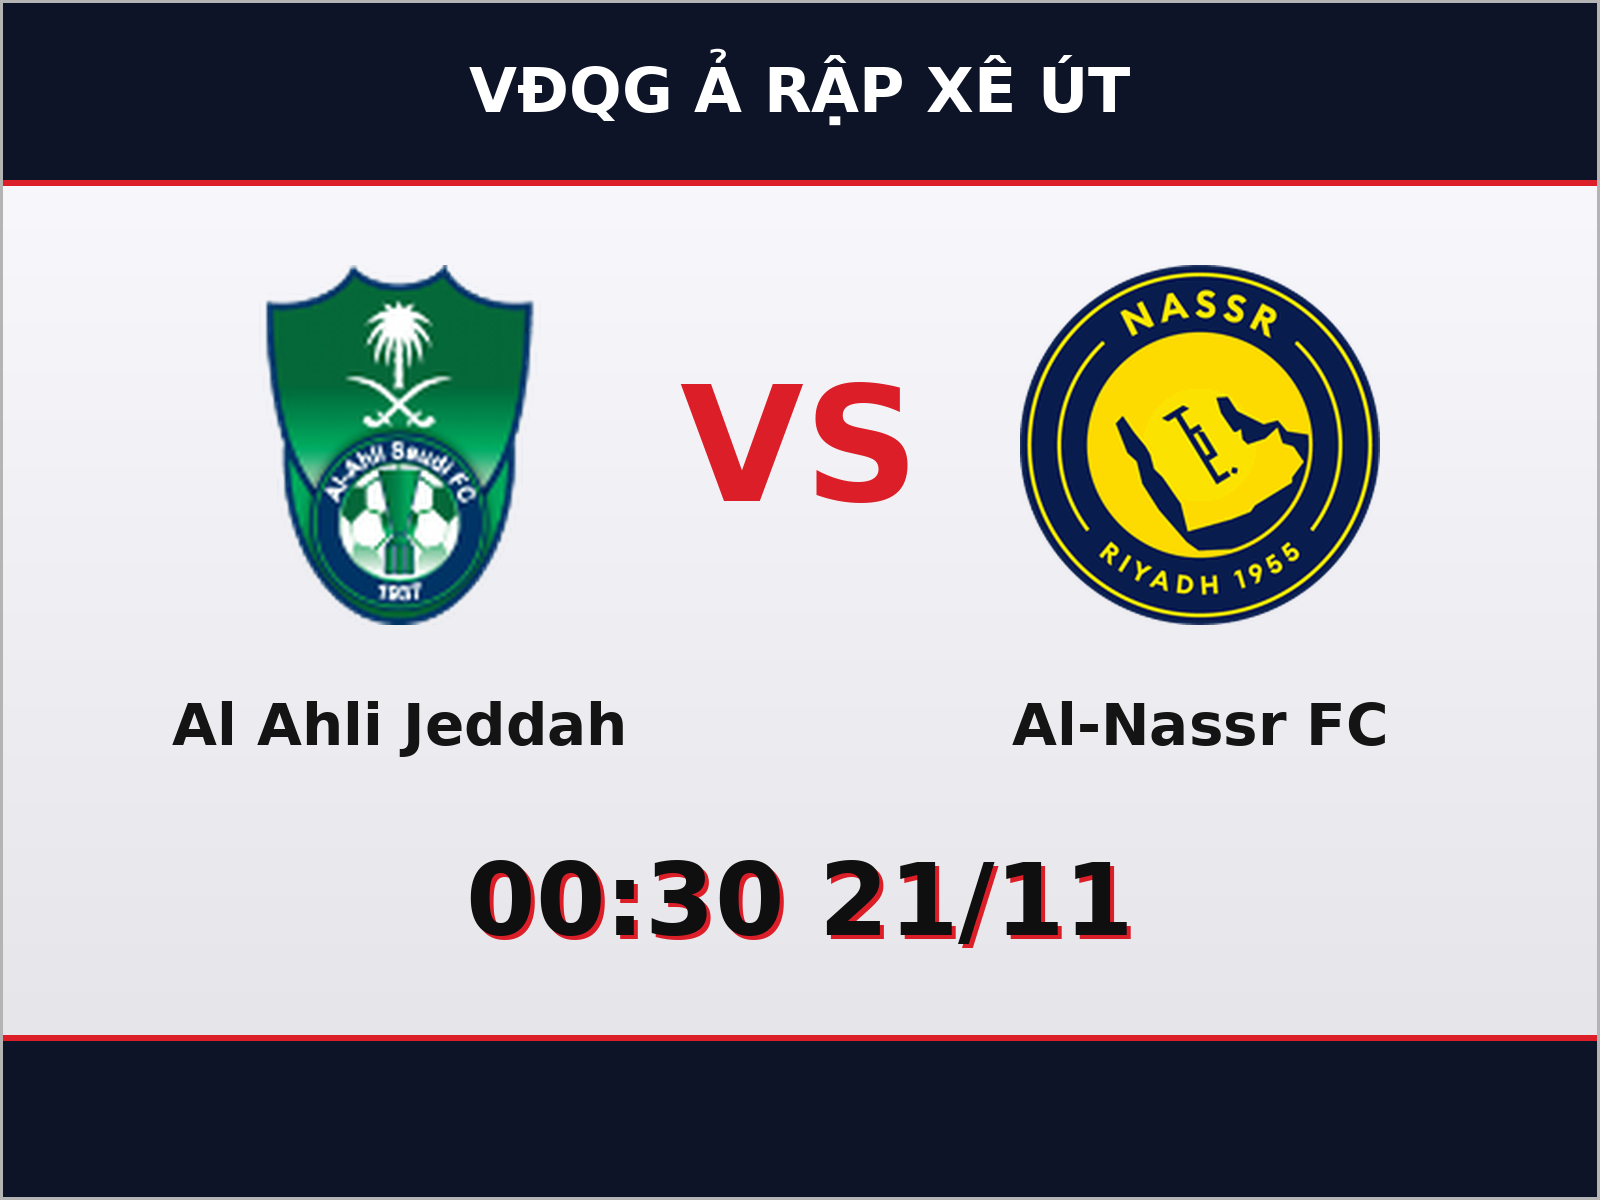 VĐQG Ả RẬP XÊ ÚT
Al-Ahli Saudi FC
1937
VS
NASSR
RIYADH 1955
Al Ahli Jeddah
Al-Nassr FC
00:30 21/11